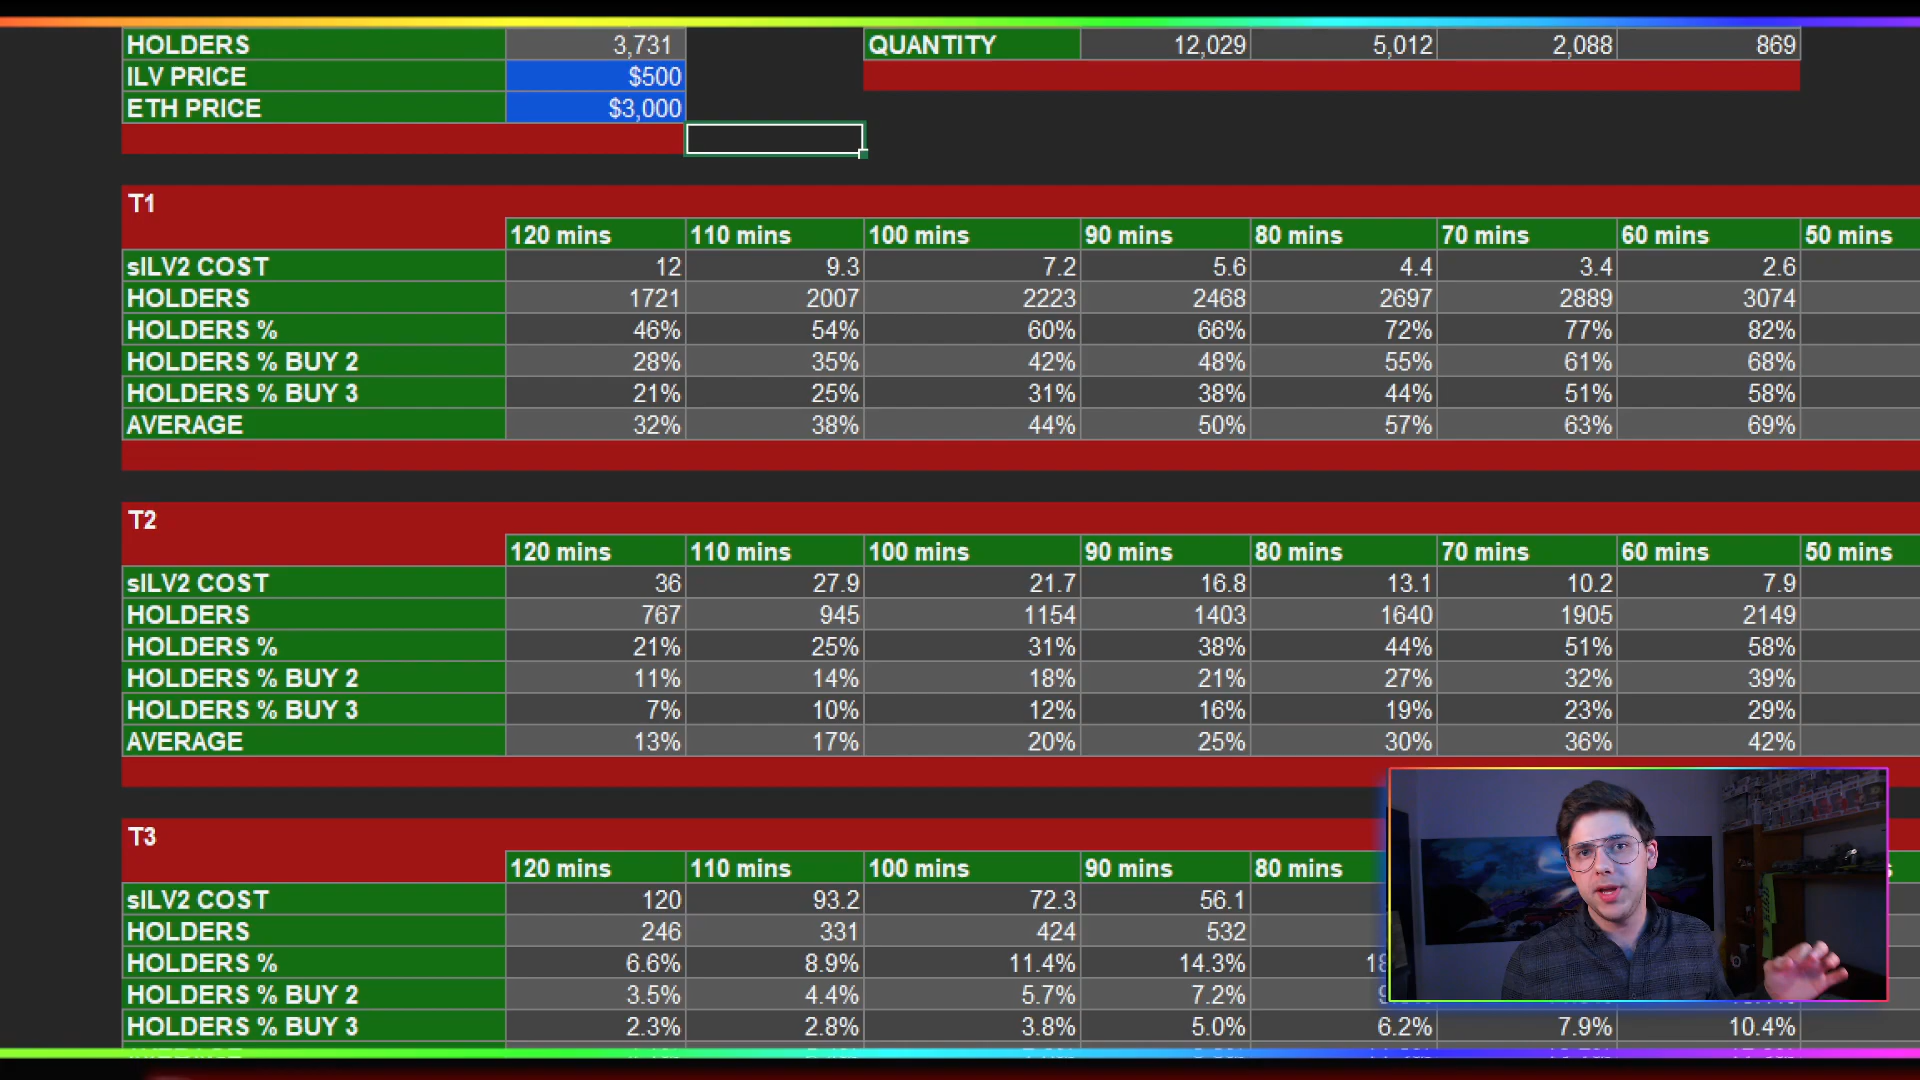 HOLDERS 3,731 QUANTITY 12,029 5,012 2,088 869
ILV PRICE $500
ETH PRICE $3,000
T1
120 mins 110 mins 100 mins 90 mins 80 mins 70 mins 60 mins 50 mins
sILV2 COST 12 9.3 7.2 5.6 4.4 3.4 2.6
HOLDERS 1721 2007 2223 2468 2697 2889 3074
HOLDERS % 46% 54% 60% 66% 72% 77% 82%
HOLDERS % BUY 2 28% 35% 42% 48% 55% 61% 68%
HOLDERS % BUY 3 21% 25% 31% 38% 44% 51% 58%
AVERAGE 32% 38% 44% 50% 57% 63% 69%
T2
120 mins 110 mins 100 mins 90 mins 80 mins 70 mins 60 mins 50 mins
sILV2 COST 36 27.9 21.7 16.8 13.1 10.2 7.9
HOLDERS 767 945 1154 1403 1640 1905 2149
HOLDERS % 21% 25% 31% 38% 44% 51% 58%
HOLDERS % BUY 2 11% 14% 18% 21% 27% 32% 39%
HOLDERS % BUY 3 7% 10% 12% 16% 19% 23% 29%
AVERAGE 13% 17% 20% 25% 30% 36% 42%
T3
120 mins 110 mins 100 mins 90 mins 80 mins
sILV2 COST 120 93.2 72.3 56.1
HOLDERS 246 331 424 532
HOLDERS % 6.6% 8.9% 11.4% 14.3%
HOLDERS % BUY 2 3.5% 4.4% 5.7% 7.2%
HOLDERS % BUY 3 2.3% 2.8% 3.8% 5.0% 6.2% 7.9% 10.4%